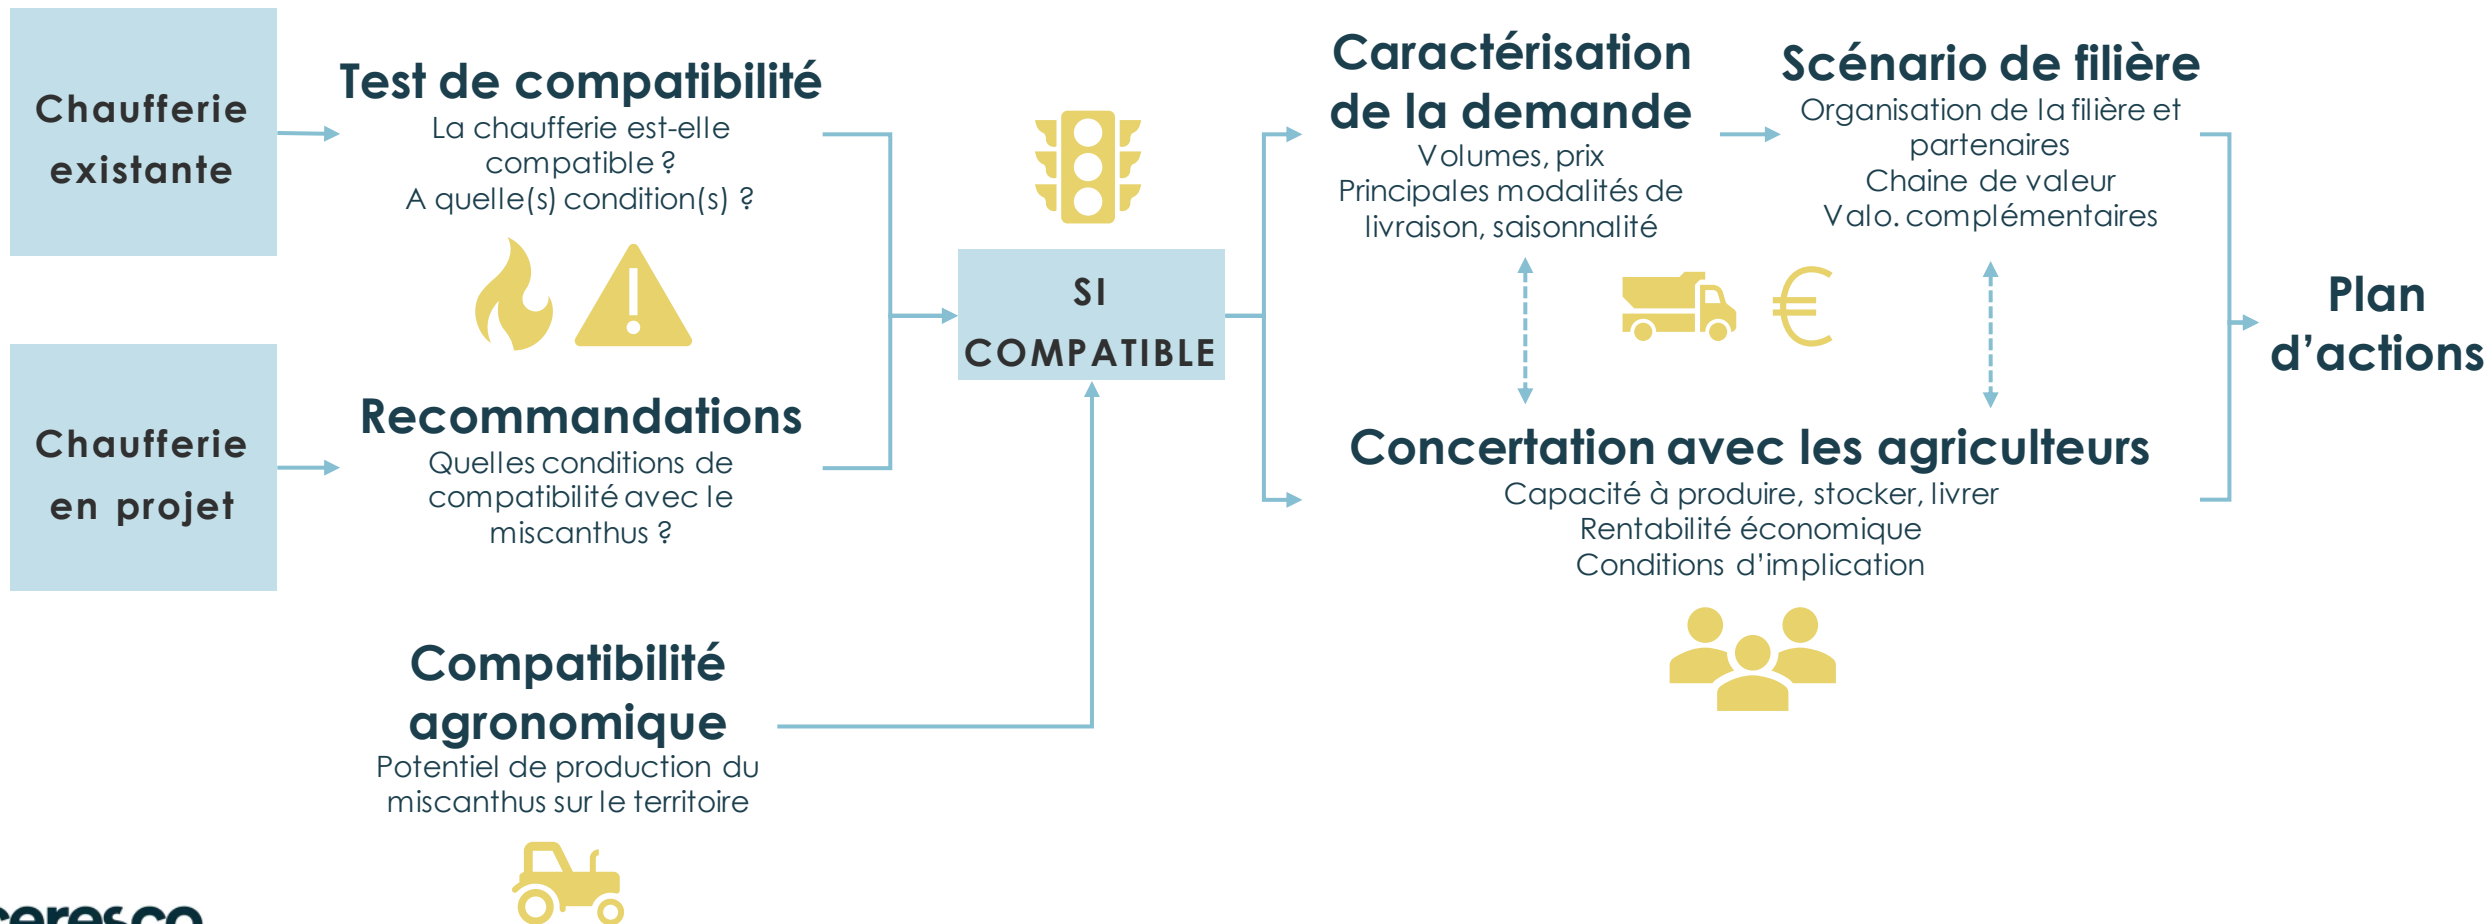 Chaufferie
existante
Test de compatibilité
La chaufferie est-elle
compatible ?
A quelle(s) condition(s) ?
Chaufferie
en projet
Recommandations
Quelles conditions de
compatibilité avec le
miscanthus ?
Compatibilité
agronomique
Potentiel de production du
miscanthus sur le territoire
SI
COMPATIBLE
Caractérisation
de la demande
Volumes, prix
Principales modalités de
livraison, saisonnalité
Scénario de filière
Organisation de la filière et
partenaires
Chaine de valeur
Valo. complémentaires
€
Concertation avec les agriculteurs
Capacité à produire, stocker, livrer
Rentabilité économique
Conditions d'implication
Plan
d'actions
ceresco